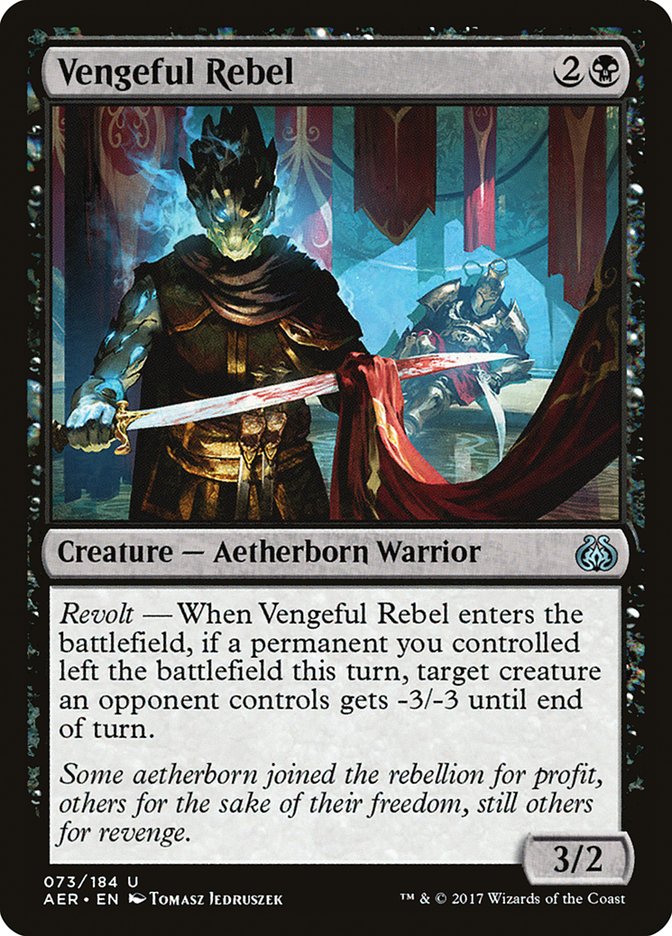 Vengeful Rebel 2
Creature — Aetherborn Warrior
Revolt — When Vengeful Rebel enters the
battlefield, if a permanent you controlled
left the battlefield this turn, target creature
an opponent controls gets -3/-3 until end
of turn.
Some aetherborn joined the rebellion for profit,
others for the sake of their freedom, still others
for revenge.
3/2
073/184 U
AER • EN Tomasz Jedruszek
™ & © 2017 Wizards of the Coast